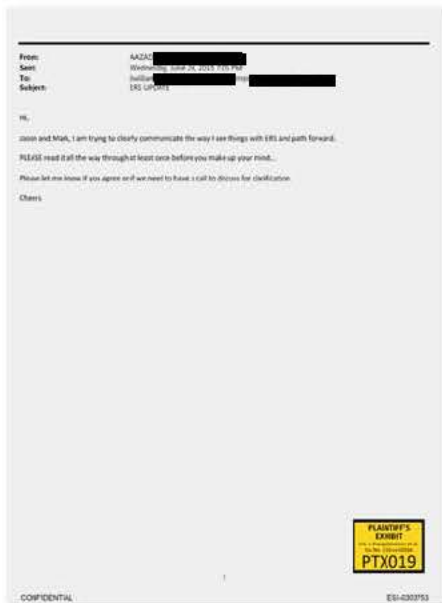 From: AAZAD
Sent: Wednesday, June 24, 2015 7:05 PM
To:
Subject: ERS UPDATE
Hi,
Jason and Mark, I am trying to clearly communicate the way I see things with ERS and path forward.
PLEASE read it all the way through at least once before you make up your mind...
Please let me know if you agree or if we need to have a call to discuss for clarification
Cheers
PLAINTIFF'S
EXHIBIT
PTX019
1
CONFIDENTIAL ESI-0303753